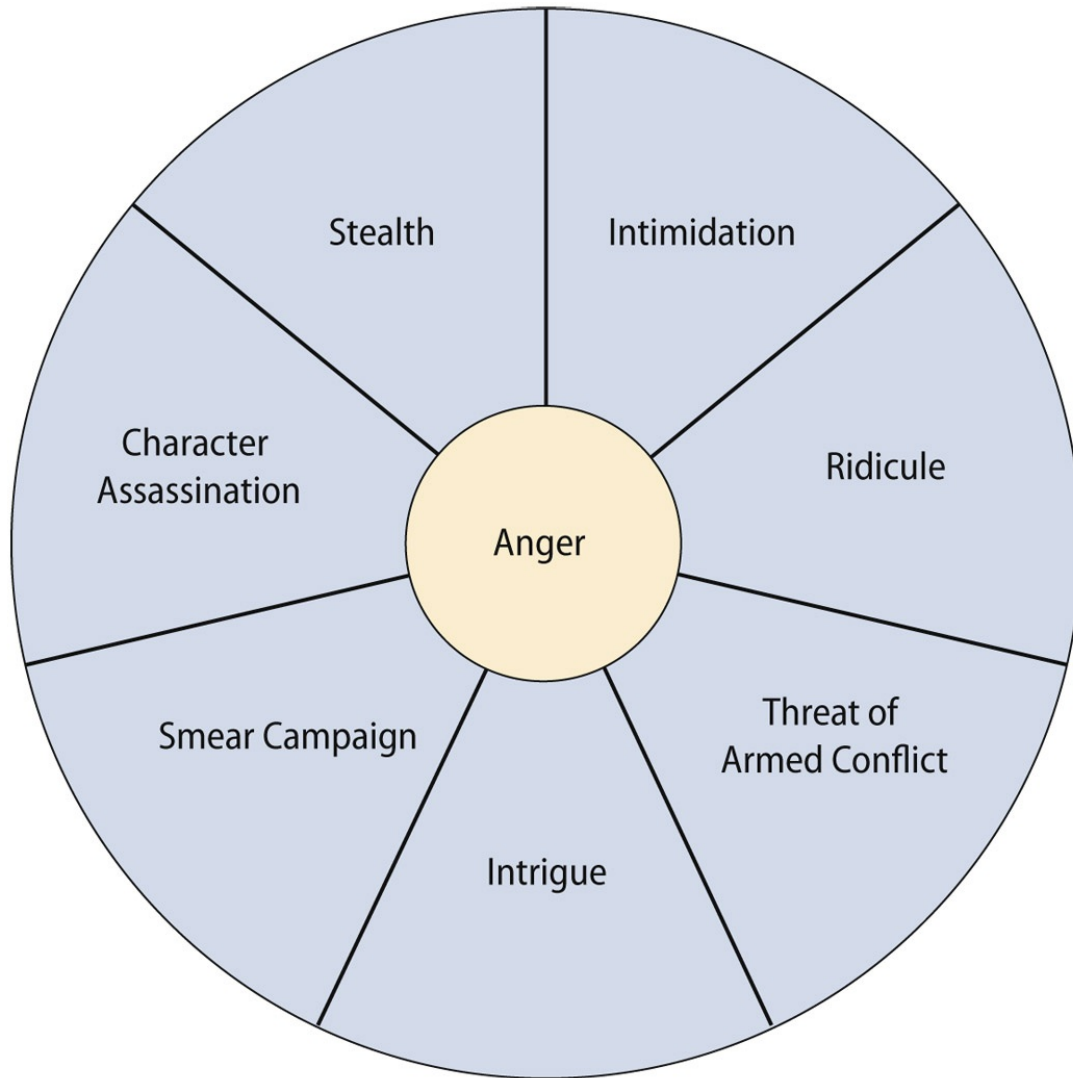 Stealth
Intimidation
Character
Assassination
Ridicule
Anger
Smear Campaign
Threat of
Armed Conflict
Intrigue